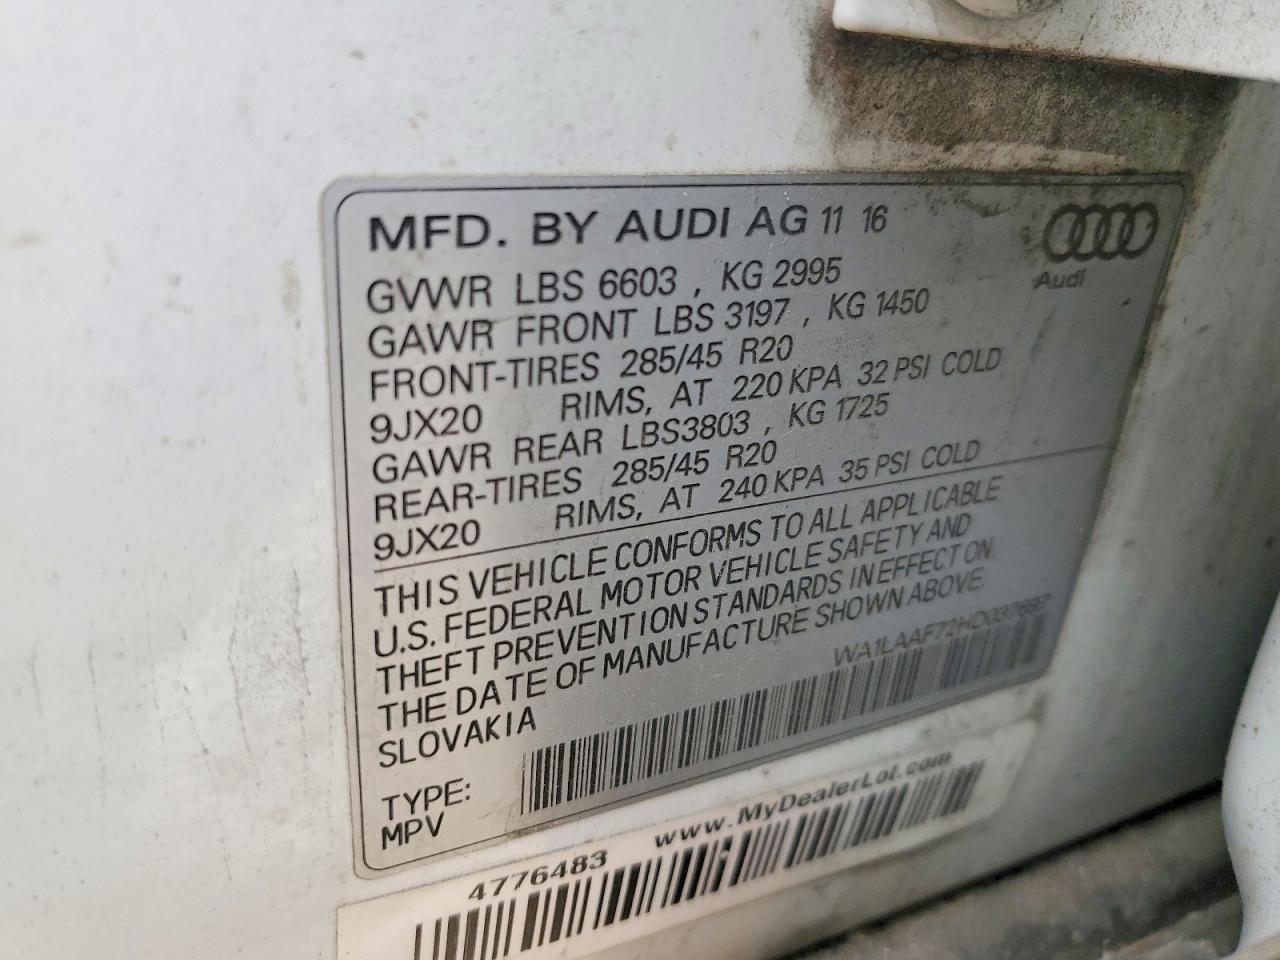 MFD. BY AUDI AG 11 16
Audi
GVWR LBS 6603 , KG 2995
GAWR FRONT LBS 3197 , KG 1450
FRONT-TIRES 285/45 R20
9JX20 RIMS, AT 220 KPA 32 PSI COLD
GAWR REAR LBS3803 , KG 1725
REAR-TIRES 285/45 R20
9JX20 RIMS, AT 240 KPA 35 PSI COLD
THIS VEHICLE CONFORMS TO ALL APPLICABLE
U.S. FEDERAL MOTOR VEHICLE SAFETY AND
THEFT PREVENTION STANDARDS IN EFFECT ON
THE DATE OF MANUFACTURE SHOWN ABOVE.
SLOVAKIA
WA1LAAF72HD037697
TYPE:
MPV
4776483 www.MyDealerLot.com